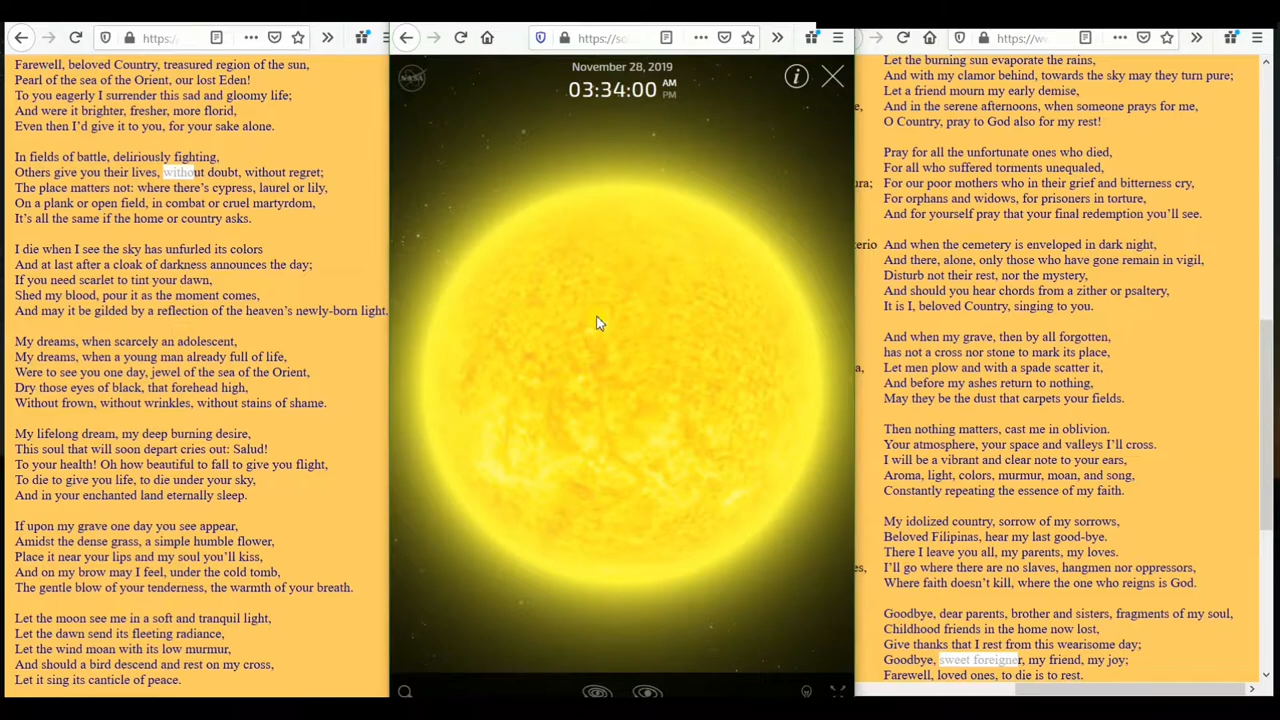 https://
Farewell, beloved Country, treasured region of the sun,
Pearl of the sea of the Orient, our lost Eden!
To you eagerly I surrender this sad and gloomy life;
And were it brighter, fresher, more florid,
Even then I’d give it to you, for your sake alone.
In fields of battle, deliriously fighting,
Others give you their lives, without doubt, without regret;
The place matters not: where there’s cypress, laurel or lily,
On a plank or open field, in combat or cruel martyrdom,
It’s all the same if the home or country asks.
I die when I see the sky has unfurled its colors
And at last after a cloak of darkness announces the day;
If you need scarlet to tint your dawn,
Shed my blood, pour it as the moment comes,
And may it be gilded by a reflection of the heaven’s newly-born light.
My dreams, when scarcely an adolescent,
My dreams, when a young man already full of life,
Were to see you one day, jewel of the sea of the Orient,
Dry those eyes of black, that forehead high,
Without frown, without wrinkles, without stains of shame.
My lifelong dream, my deep burning desire,
This soul that will soon depart cries out: Salud!
To your health! Oh how beautiful to fall to give you flight,
To die to give you life, to die under your sky,
And in your enchanted land eternally sleep.
If upon my grave one day you see appear,
Amidst the dense grass, a simple humble flower,
Place it near your lips and my soul you’ll kiss,
And on my brow may I feel, under the cold tomb,
The gentle blow of your tenderness, the warmth of your breath.
Let the moon see me in a soft and tranquil light,
Let the dawn send its fleeting radiance,
Let the wind moan with its low murmur,
And should a bird descend and rest on my cross,
Let it sing its canticle of peace.
https://so
NASA
November 28, 2019
03:34:00 AM
PM
https://w
Let the burning sun evaporate the rains,
And with my clamor behind, towards the sky may they turn pure;
Let a friend mourn my early demise,
And in the serene afternoons, when someone prays for me,
O Country, pray to God also for my rest!
Pray for all the unfortunate ones who died,
For all who suffered torments unequaled,
For our poor mothers who in their grief and bitterness cry,
For orphans and widows, for prisoners in torture,
And for yourself pray that your final redemption you’ll see.
And when the cemetery is enveloped in dark night,
And there, alone, only those who have gone remain in vigil,
Disturb not their rest, nor the mystery,
And should you hear chords from a zither or psaltery,
It is I, beloved Country, singing to you.
And when my grave, then by all forgotten,
has not a cross nor stone to mark its place,
Let men plow and with a spade scatter it,
And before my ashes return to nothing,
May they be the dust that carpets your fields.
Then nothing matters, cast me in oblivion.
Your atmosphere, your space and valleys I’ll cross.
I will be a vibrant and clear note to your ears,
Aroma, light, colors, murmur, moan, and song,
Constantly repeating the essence of my faith.
My idolized country, sorrow of my sorrows,
Beloved Filipinas, hear my last good-bye.
There I leave you all, my parents, my loves.
I’ll go where there are no slaves, hangmen nor oppressors,
Where faith doesn’t kill, where the one who reigns is God.
Goodbye, dear parents, brother and sisters, fragments of my soul,
Childhood friends in the home now lost,
Give thanks that I rest from this wearisome day;
Goodbye, sweet foreigner, my friend, my joy;
Farewell, loved ones, to die is to rest.